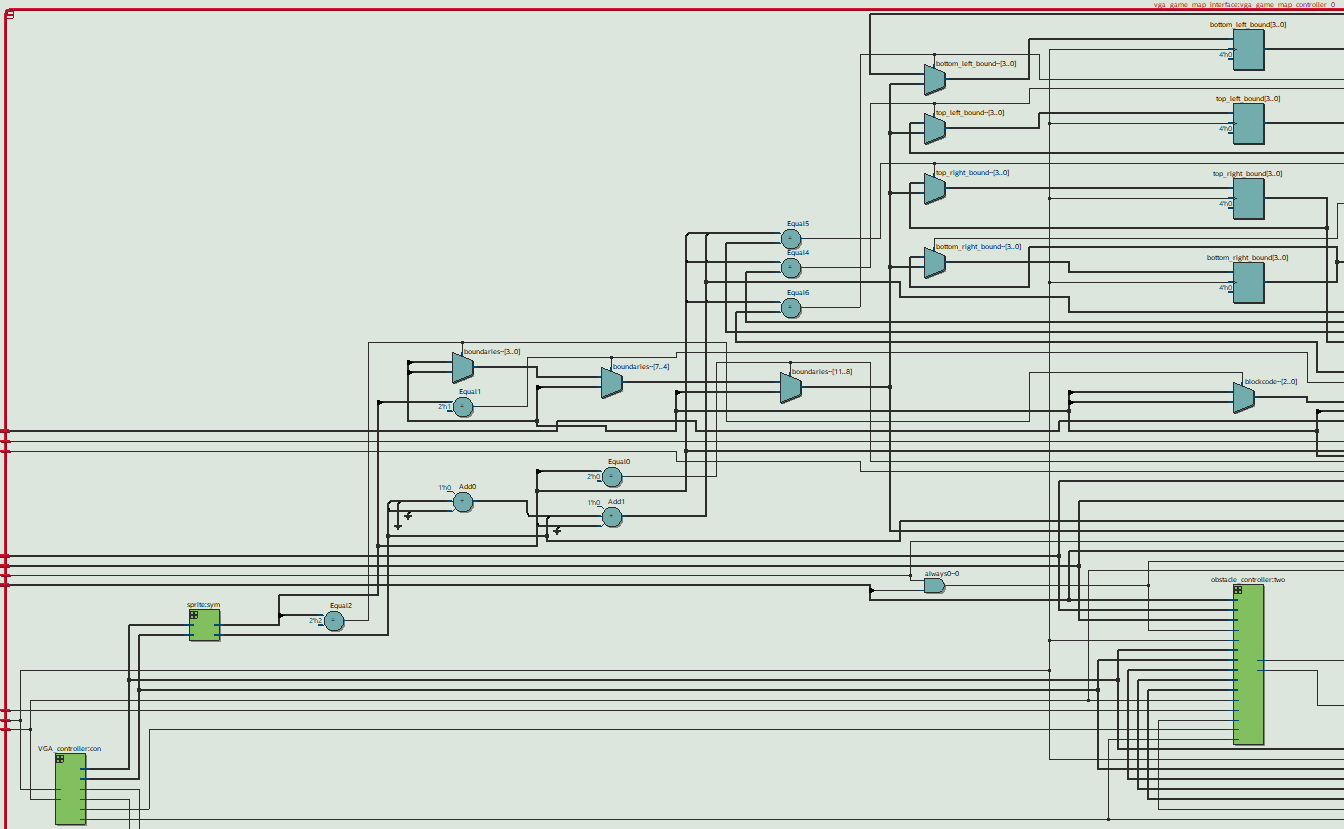 vga_game_map_interface:vga_game_map_controller_0
bottom_left_bound[3..0]
4'h0
bottom_left_bound~[3..0]
top_left_bound[3..0]
4'h0
top_left_bound~[3..0]
top_right_bound[3..0]
4'h0
top_right_bound~[3..0]
Equal5
=
bottom_right_bound~[3..0]
Equal4
=
bottom_right_bound[3..0]
4'h0
Equal6
=
boundaries~[3..0]
boundaries~[7..4]
boundaries~[11..8]
blockcode~[2..0]
Equal1
2'h1
=
Equal0
2'h0
=
Add0
1'h0
+
Add1
1'h0
+
always0~0
obstacle_controller:two
sprite:sym
Equal2
2'h2
=
VGA_controller:con